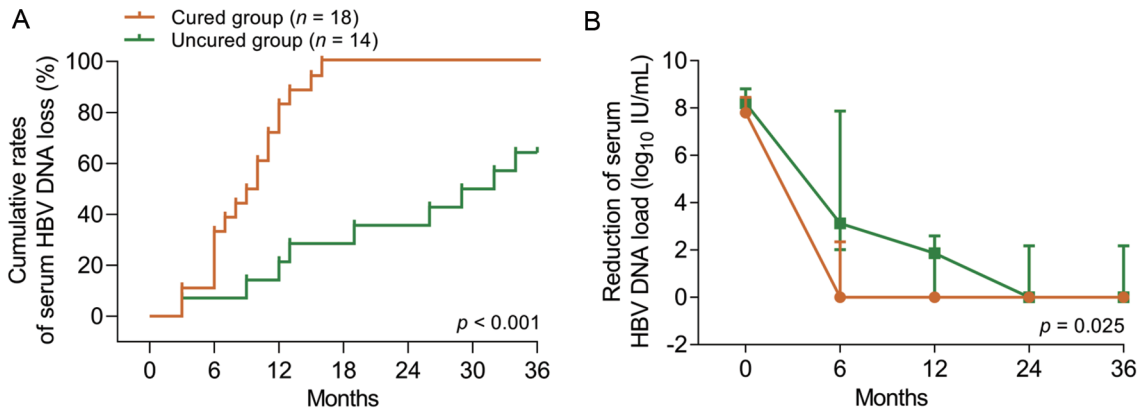 A
Cured group (n = 18)
Uncured group (n = 14)
Cumulative rates
of serum HBV DNA loss (%)
100
80
60
40
20
0
p < 0.001
0 6 12 18 24 30 36
Months
B
Reduction of serum
HBV DNA load (log10 IU/mL)
10
8
6
4
2
0
-2
p = 0.025
0 6 12 24 36
Months